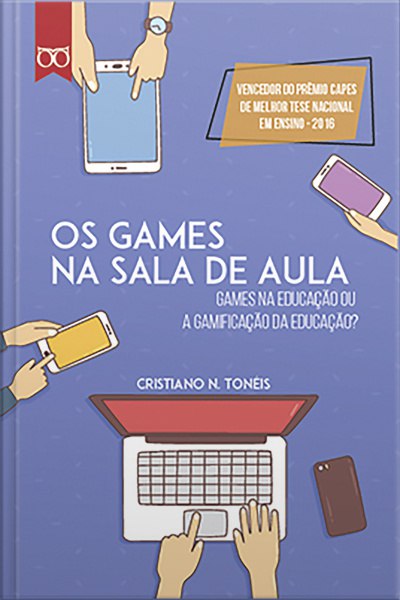 VENCEDOR DO PRÊMIO CAPES
DE MELHOR TESE NACIONAL
EM ENSINO - 2016
OS GAMES
NA SALA DE AULA
GAMES NA EDUCAÇÃO OU
A GAMIFICAÇÃO DA EDUCAÇÃO?
CRISTIANO N. TONÉIS